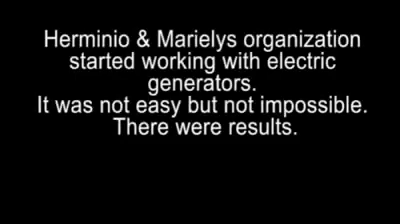 Herminio & Marielys organization
started working with electric
generators.
It was not easy but not impossible.
There were results.